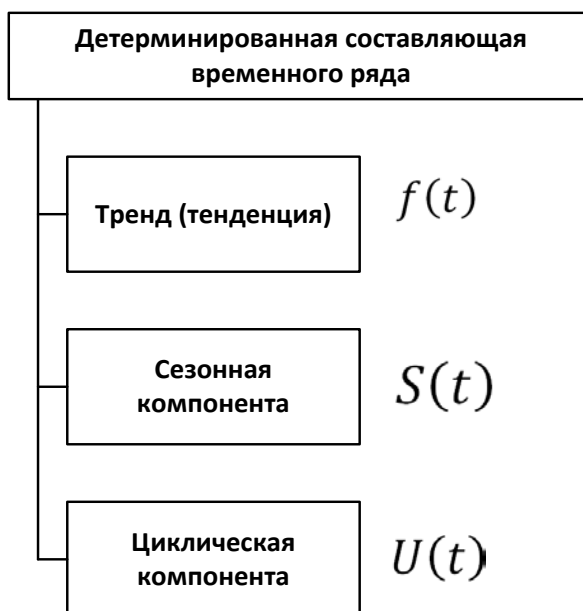 Детерминированная составляющая
временного ряда
Тренд (тенденция)
f(t)
Сезонная
компонента
S(t)
Циклическая
компонента
U(t)